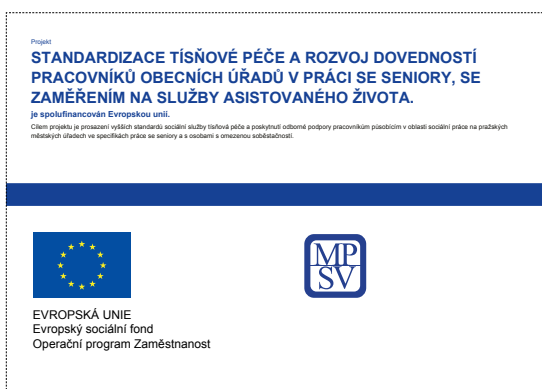 Projekt
STANDARDIZACE TÍSŇOVÉ PÉČE A ROZVOJ DOVEDNOSTÍ
PRACOVNÍKŮ OBECNÍCH ÚŘADŮ V PRÁCI SE SENIORY, SE
ZAMĚŘENÍM NA SLUŽBY ASISTOVANÉHO ŽIVOTA.
je spolufinancován Evropskou unií.
Cílem projektu je prosazení vyšších standardů sociální služby tísňová péče a poskytnutí odborné podpory pracovníkům působícím v oblasti sociální práce na pražských
městských úřadech ve specifikách práce se seniory a s osobami s omezenou soběstačností.
MP
SV
EVROPSKÁ UNIE
Evropský sociální fond
Operační program Zaměstnanost